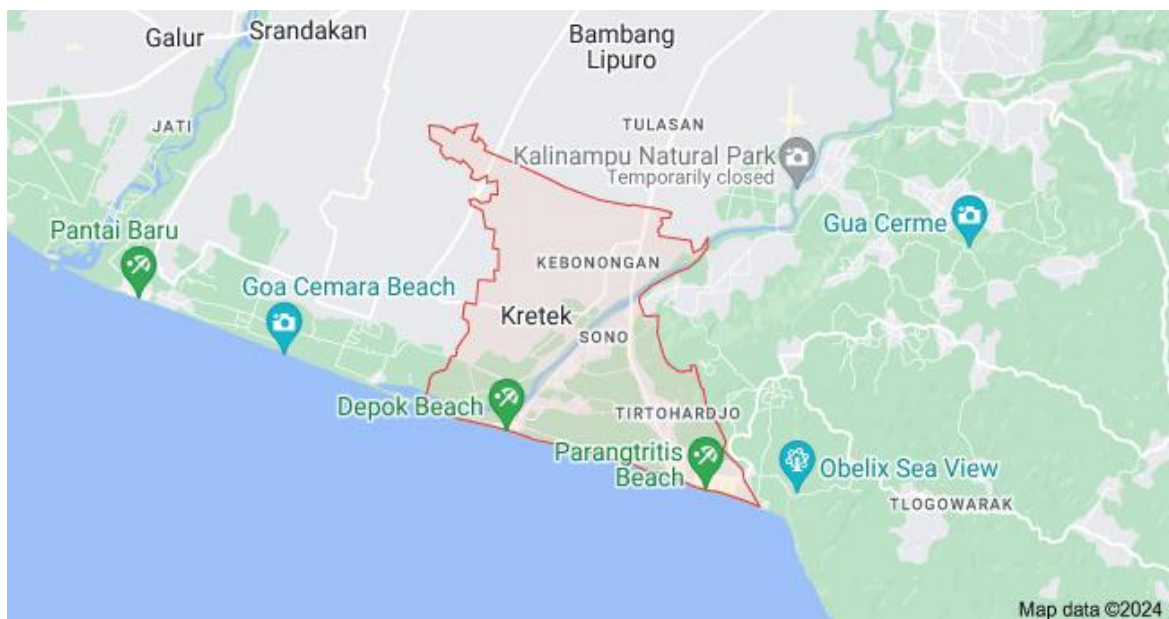 Galur
Srandakan
Bambang
Lipuro
JATI
TULASAN
Kalinampu Natural Park
Temporarily closed
Pantai Baru
Gua Cerme
KEBONONGAN
Goa Cemara Beach
Kretek
SONO
Depok Beach
TIRTOHARDJO
Parangtritis
Beach
Obelix Sea View
TLOGOWARAK
Map data ©2024